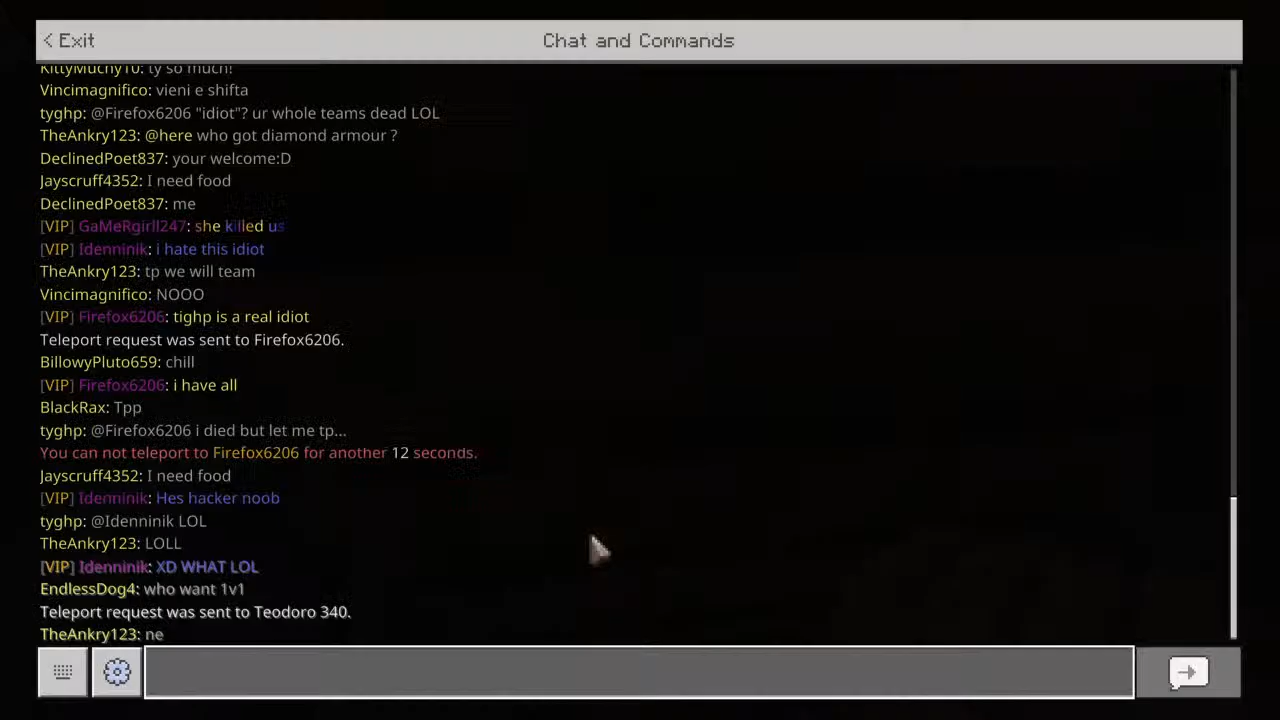 < Exit
Chat and Commands
KittyMuchy10: ty so much!
Vincimagnifico: vieni e shifta
tyghp: @Firefox6206 "idiot"? ur whole teams dead LOL
TheAnkry123: @here who got diamond armour ?
DeclinedPoet837: your welcome:D
Jayscruff4352: I need food
DeclinedPoet837: me
[VIP] GaMeRgirll247: she killed us
[VIP] Idenninik: i hate this idiot
TheAnkry123: tp we will team
Vincimagnifico: NOOO
[VIP] Firefox6206: tighp is a real idiot
Teleport request was sent to Firefox6206.
BillowyPluto659: chill
[VIP] Firefox6206: i have all
BlackRax: Tpp
tyghp: @Firefox6206 i died but let me tp...
You can not teleport to Firefox6206 for another 12 seconds.
Jayscruff4352: I need food
[VIP] Idenninik: Hes hacker noob
tyghp: @Idenninik LOL
TheAnkry123: LOLL
[VIP] Idenninik: XD WHAT LOL
EndlessDog4: who want 1v1
Teleport request was sent to Teodoro 340.
TheAnkry123: ne